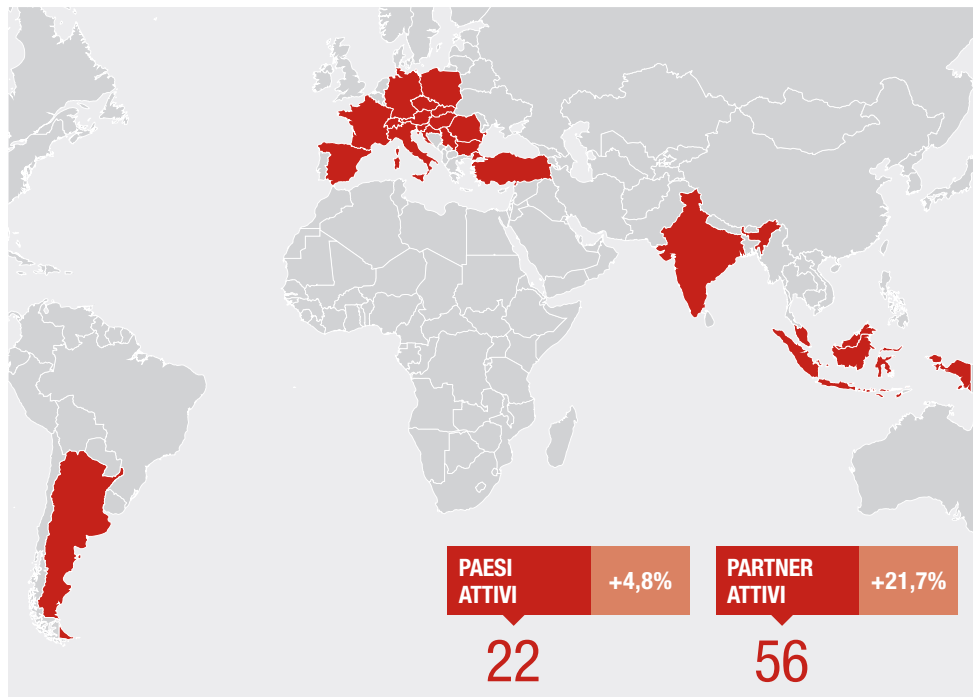 PAESI
ATTIVI
+4,8%
22
PARTNER
ATTIVI
+21,7%
56